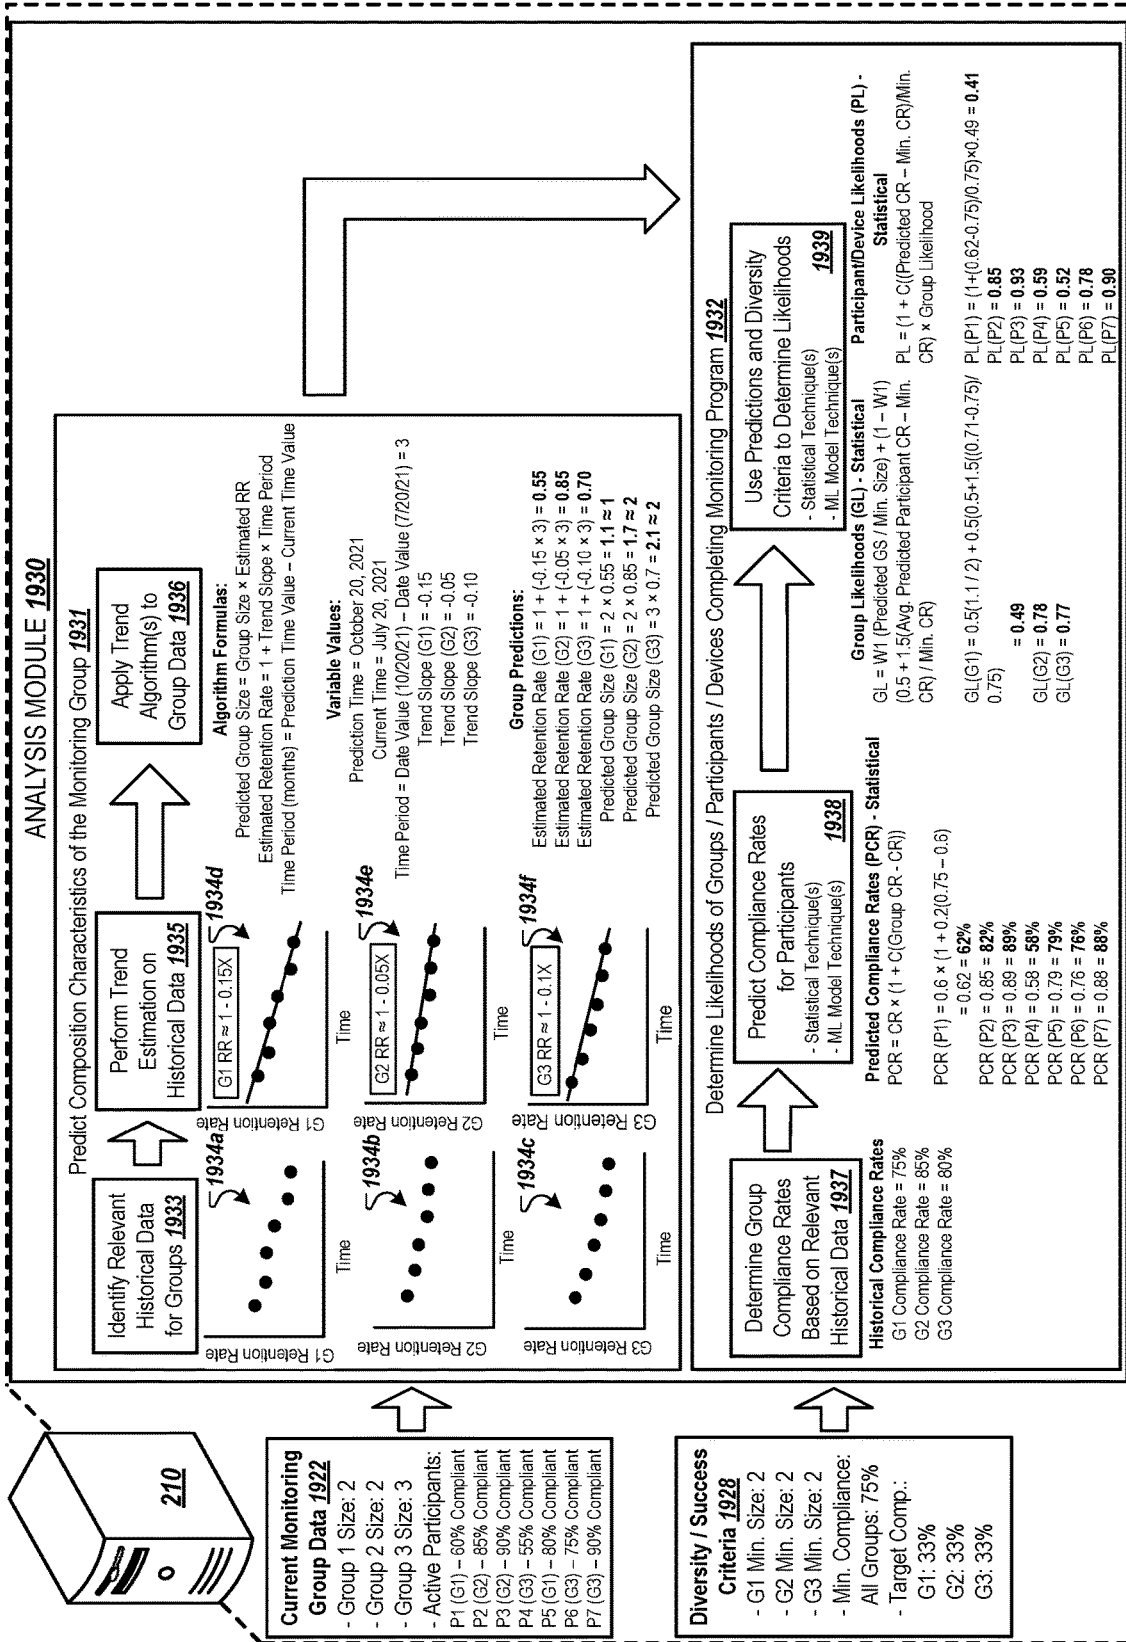 210
Current Monitoring
Group Data 1922
- Group 1 Size: 2
- Group 2 Size: 2
- Group 3 Size: 3
- Active Participants:
P1 (G1) – 60% Compliant
P2 (G2) – 85% Compliant
P3 (G2) – 90% Compliant
P4 (G3) – 55% Compliant
P5 (G1) – 80% Compliant
P6 (G3) – 75% Compliant
P7 (G3) – 90% Compliant
Diversity / Success
Criteria 1928
- G1 Min. Size: 2
- G2 Min. Size: 2
- G3 Min. Size: 2
- Min. Compliance:
All Groups: 75%
- Target Comp.:
G1: 33%
G2: 33%
G3: 33%
ANALYSIS MODULE 1930
Predict Composition Characteristics of the Monitoring Group 1931
Identify Relevant
Historical Data
for Groups 1933
G1 Retention Rate
1934a
Time
G2 Retention Rate
1934b
Time
G3 Retention Rate
1934c
Time
Perform Trend
Estimation on
Historical Data 1935
G1 Retention Rate
G1 RR ≈ 1 - 0.15X
1934d
Time
G2 Retention Rate
G2 RR ≈ 1 - 0.05X
1934e
Time
G3 Retention Rate
G3 RR ≈ 1 - 0.1X
1934f
Time
Apply Trend
Algorithm(s) to
Group Data 1936
Algorithm Formulas:
Predicted Group Size = Group Size × Estimated RR
Estimated Retention Rate = 1 + Trend Slope × Time Period
Time Period (months) = Prediction Time Value – Current Time Value
Variable Values:
Prediction Time = October 20, 2021
Current Time = July 20, 2021
Time Period = Date Value (10/20/21) – Date Value (7/20/21) = 3
Trend Slope (G1) = -0.15
Trend Slope (G2) = -0.05
Trend Slope (G3) = -0.10
Group Predictions:
Estimated Retention Rate (G1) = 1 + (-0.15 × 3) = 0.55
Estimated Retention Rate (G2) = 1 + (-0.05 × 3) = 0.85
Estimated Retention Rate (G3) = 1 + (-0.10 × 3) = 0.70
Predicted Group Size (G1) = 2 × 0.55 = 1.1 ≈ 1
Predicted Group Size (G2) = 2 × 0.85 = 1.7 ≈ 2
Predicted Group Size (G3) = 3 × 0.7 = 2.1 ≈ 2
Determine Likelihoods of Groups / Participants / Devices Completing Monitoring Program 1932
Determine Group
Compliance Rates
Based on Relevant
Historical Data 1937
Historical Compliance Rates
G1 Compliance Rate = 75%
G2 Compliance Rate = 85%
G3 Compliance Rate = 80%
Predict Compliance Rates
for Participants
- Statistical Technique(s)
- ML Model Technique(s) 1938
Predicted Compliance Rates (PCR) - Statistical
PCR = CR × (1 + C(Group CR - CR))
PCR (P1) = 0.6 × (1 + 0.2(0.75 – 0.6)
= 0.62 = 62%
PCR (P2) = 0.85 = 82%
PCR (P3) = 0.89 = 89%
PCR (P4) = 0.58 = 58%
PCR (P5) = 0.79 = 79%
PCR (P6) = 0.76 = 76%
PCR (P7) = 0.88 = 88%
Use Predictions and Diversity
Criteria to Determine Likelihoods
- Statistical Technique(s)
- ML Model Technique(s) 1939
Group Likelihoods (GL) - Statistical
GL = W1 (Predicted GS / Min. Size) + (1 – W1)
(0.5 + 1.5(Avg. Predicted Participant CR – Min.
CR) / Min. CR)
GL(G1) = 0.5(1.1 / 2) + 0.5(0.5+1.5((0.71-0.75)/
0.75)
= 0.49
GL(G2) = 0.78
GL(G3) = 0.77
Participant/Device Likelihoods (PL) -
Statistical
PL = (1 + C((Predicted CR – Min. CR)/Min.
CR) × Group Likelihood
PL(P1) = (1+(0.62-0.75)/0.75)×0.49 = 0.41
PL(P2) = 0.85
PL(P3) = 0.93
PL(P4) = 0.59
PL(P5) = 0.52
PL(P6) = 0.78
PL(P7) = 0.90